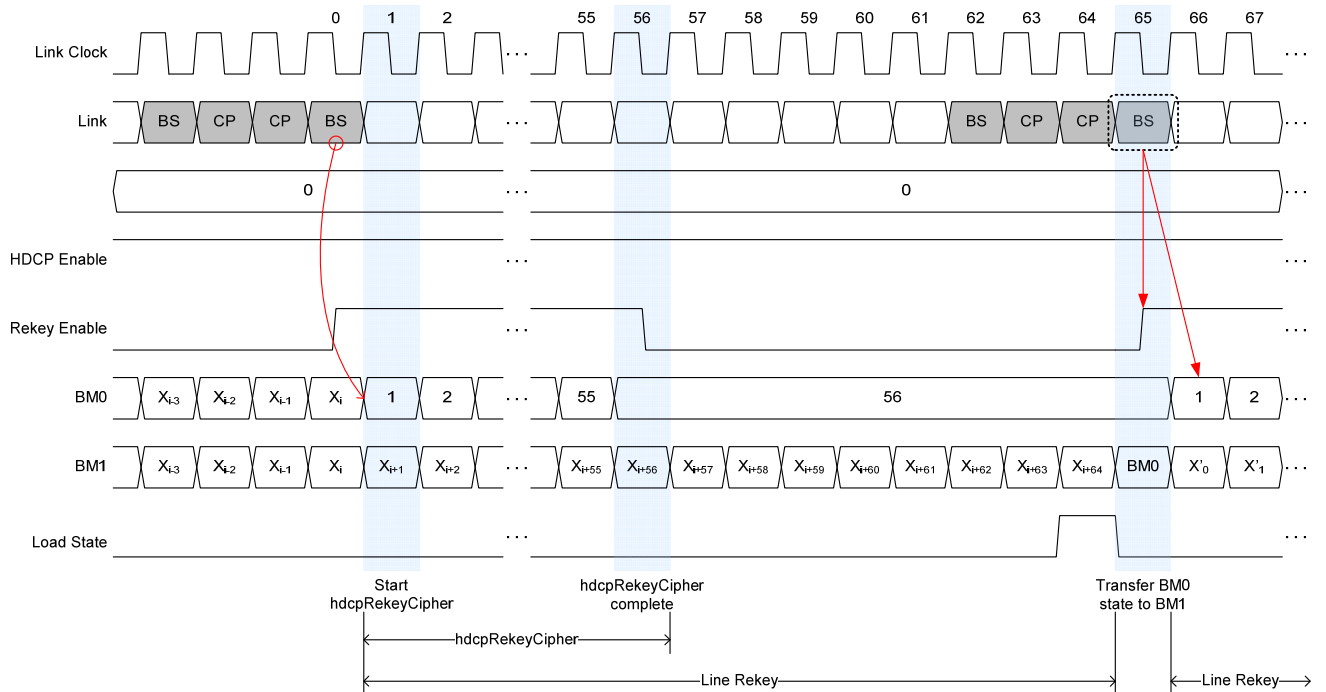 0 1 2 55 56 57 58 59 60 61 62 63 64 65 66 67
Link Clock ... ...
Link BS CP CP BS ... BS CP CP BS ...
0 ... 0 ...
HDCP Enable ... ...
Rekey Enable ... ...
BM0 Xi-3 Xi-2 Xi-1 Xi 1 2 ... 55 56 1 2 ...
BM1 Xi-3 Xi-2 Xi-1 Xi Xi+1 Xi+2 ... Xi+55 Xi+56 Xi+57 Xi+58 Xi+59 Xi+60 Xi+61 Xi+62 Xi+63 Xi+64 BM0 X'0 X'1 ...
Load State ... ...
Start
hdcpRekeyCipher
hdcpRekeyCipher
complete
Transfer BM0
state to BM1
hdcpRekeyCipher
Line Rekey Line Rekey